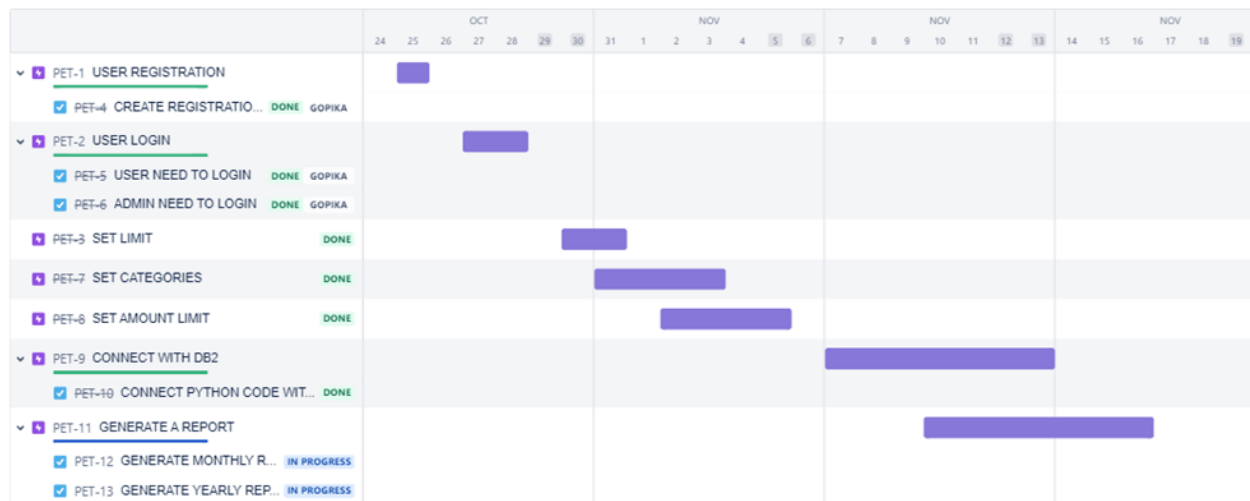 OCT NOV NOV NOV
24 25 26 27 28 29 30 31 1 2 3 4 5 6 7 8 9 10 11 12 13 14 15 16 17 18 19
PET-1 USER REGISTRATION
PET-4 CREATE REGISTRATIO... DONE GOPIKA
PET-2 USER LOGIN
PET-5 USER NEED TO LOGIN DONE GOPIKA
PET-6 ADMIN NEED TO LOGIN DONE GOPIKA
PET-3 SET LIMIT DONE
PET-7 SET CATEGORIES DONE
PET-8 SET AMOUNT LIMIT DONE
PET-9 CONNECT WITH DB2
PET-10 CONNECT PYTHON CODE WIT... DONE
PET-11 GENERATE A REPORT
PET-12 GENERATE MONTHLY R... IN PROGRESS
PET-13 GENERATE YEARLY REP... IN PROGRESS